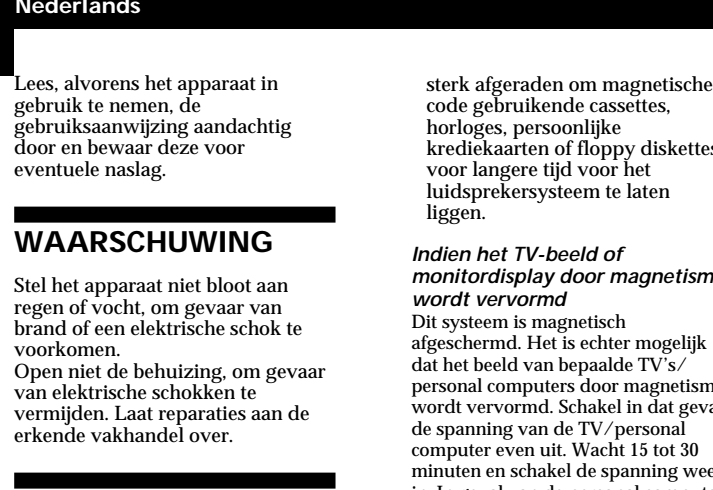 Nederlands
Lees, alvorens het apparaat in
gebruik te nemen, de
gebruiksaanwijzing aandachtig
door en bewaar deze voor
eventuele naslag.
WAARSCHUWING
Stel het apparaat niet bloot aan
regen of vocht, om gevaar van
brand of een elektrische schok te
voorkomen.
Open niet de behuizing, om gevaar
van elektrische schokken te
vermijden. Laat reparaties aan de
erkende vakhandel over.
sterk afgeraden om magnetische
code gebruikende cassettes,
horloges, persoonlijke
krediekaarten of floppy diskettes
voor langere tijd voor het
luidsprekersysteem te laten
liggen.
Indien het TV-beeld of
monitordisplay door magnetism
wordt vervormd
Dit systeem is magnetisch
afgeschermd. Het is echter mogelijk
dat het beeld van bepaalde TV's/
personal computers door magnetism
wordt vervormd. Schakel in dat geva
de spanning van de TV/personal
computer even uit. Wacht 15 tot 30
minuten en schakel de spanning wee